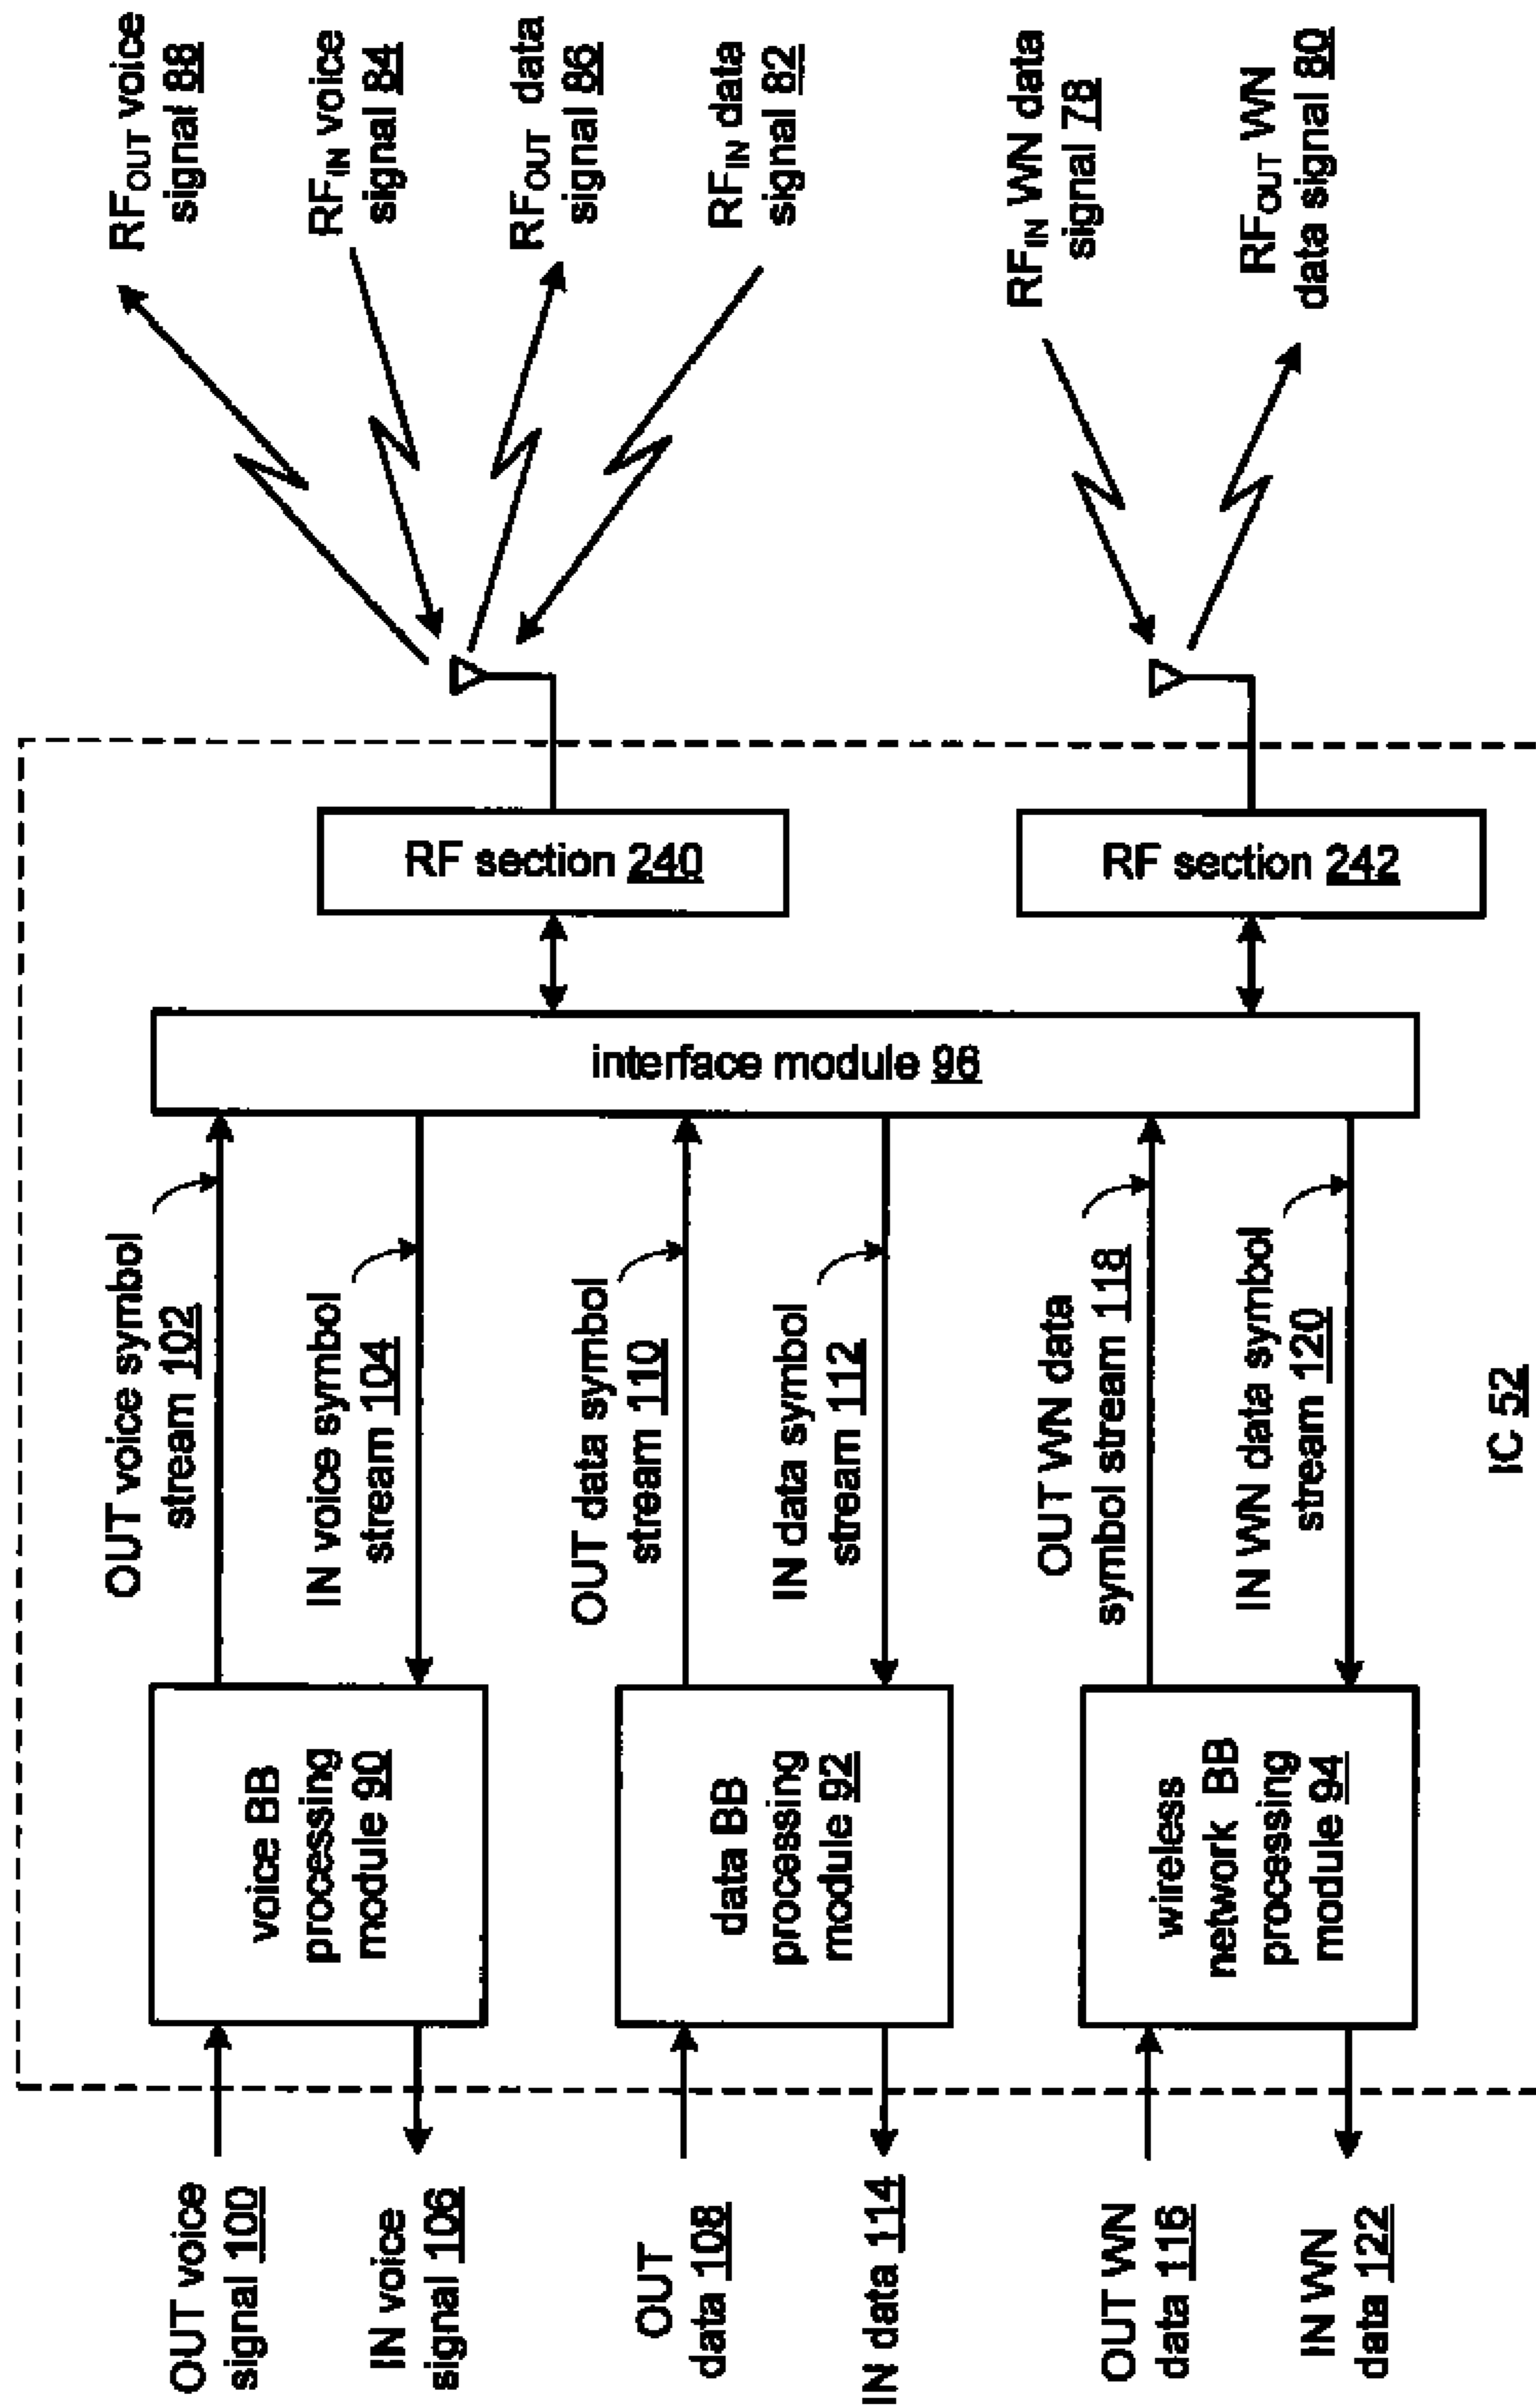 OUT voice
signal 100
IN voice
signal 106
OUT
data 108
IN data 114
OUT WN
data 116
IN WN
data 122
voice BB
processing
module 90
data BB
processing
module 92
wireless
network BB
processing
module 94
OUT voice symbol
stream 102
IN voice symbol
stream 104
OUT data symbol
stream 110
IN data symbol
stream 112
OUT WN data
symbol stream 118
IN WN data symbol
stream 120
IC 52
interface module 96
RF section 240
RF section 242
RFOUT voice
signal 88
RFIN voice
signal 84
RFOUT data
signal 86
RFIN data
signal 82
RFIN WN data
signal 78
RFOUT WN
data signal 80